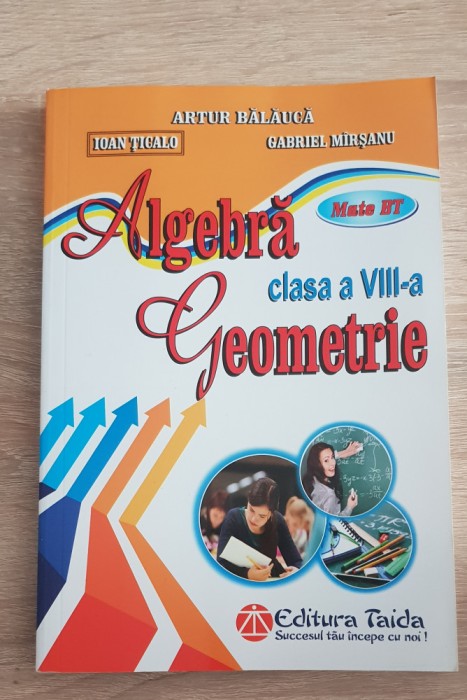 ARTUR BĂLĂUCĂ
IOAN ȚICALO
GABRIEL MÎRȘANU
Algebră
Mate BT
clasa a VIII-a
Geometrie
Editura Taida
Succesul tău începe cu noi !